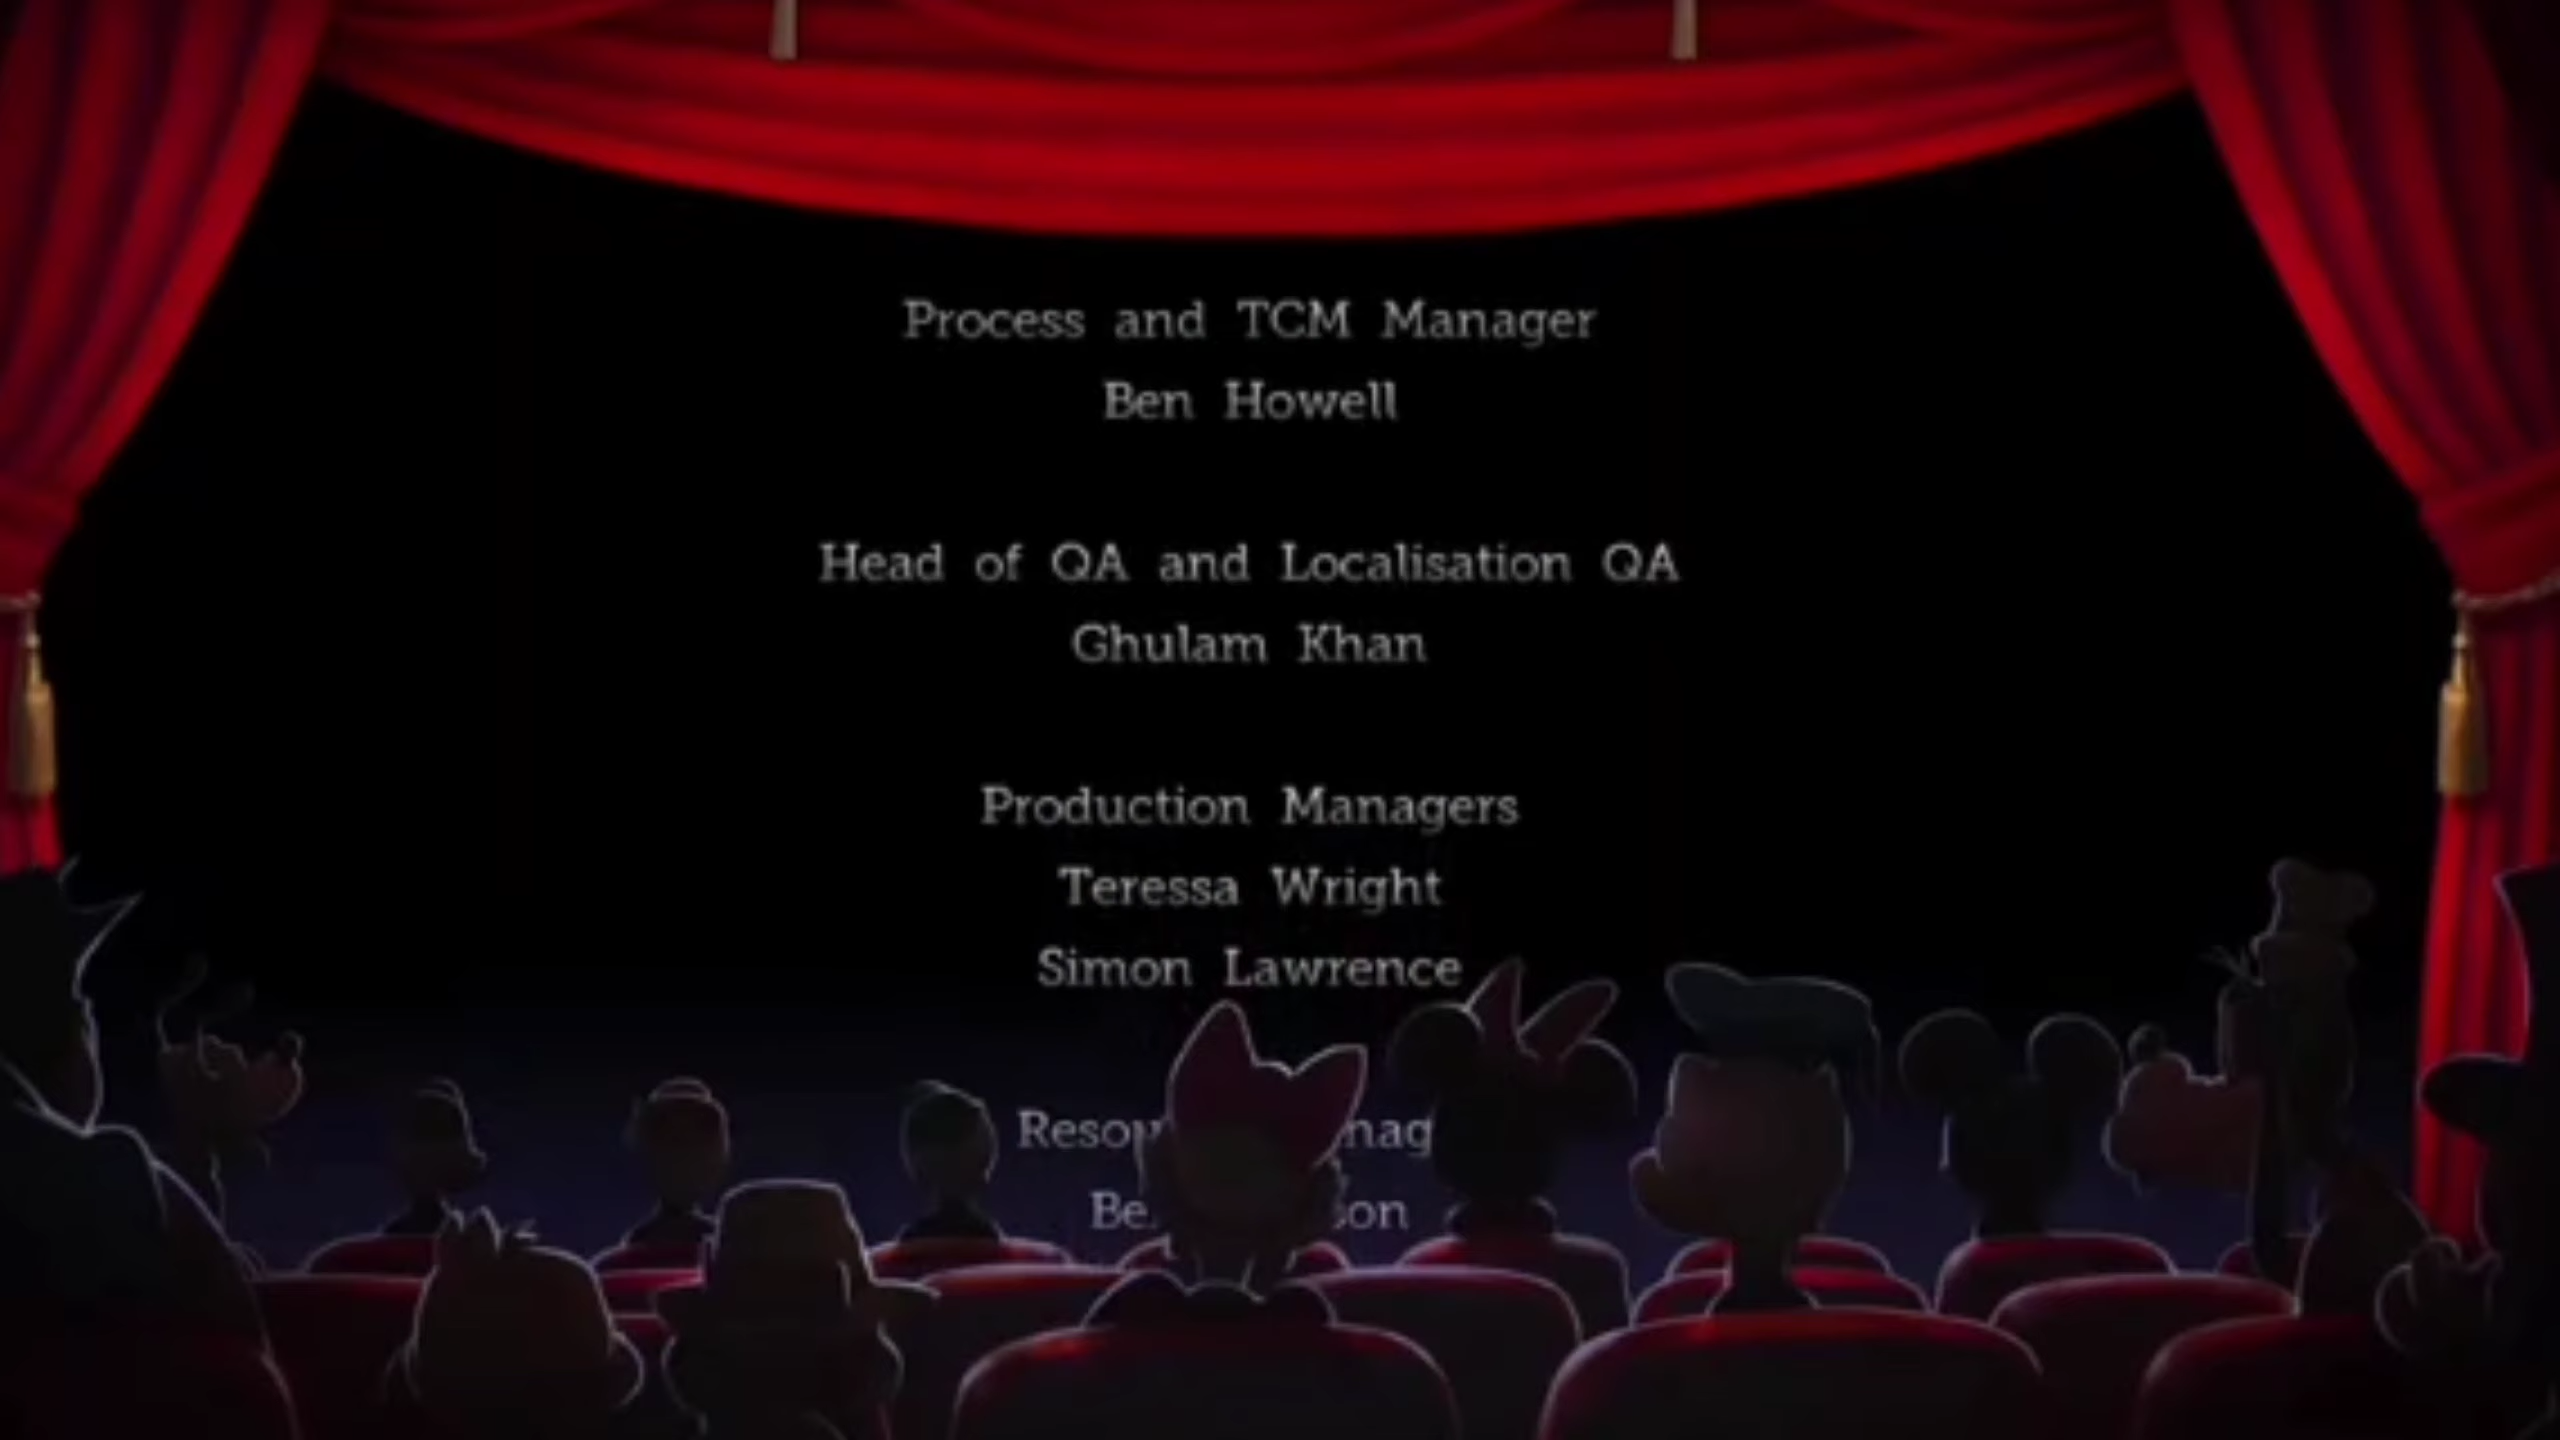 Process and TCM Manager
Ben Howell
Head of QA and Localisation QA
Ghulam Khan
Production Managers
Teressa Wright
Simon Lawrence